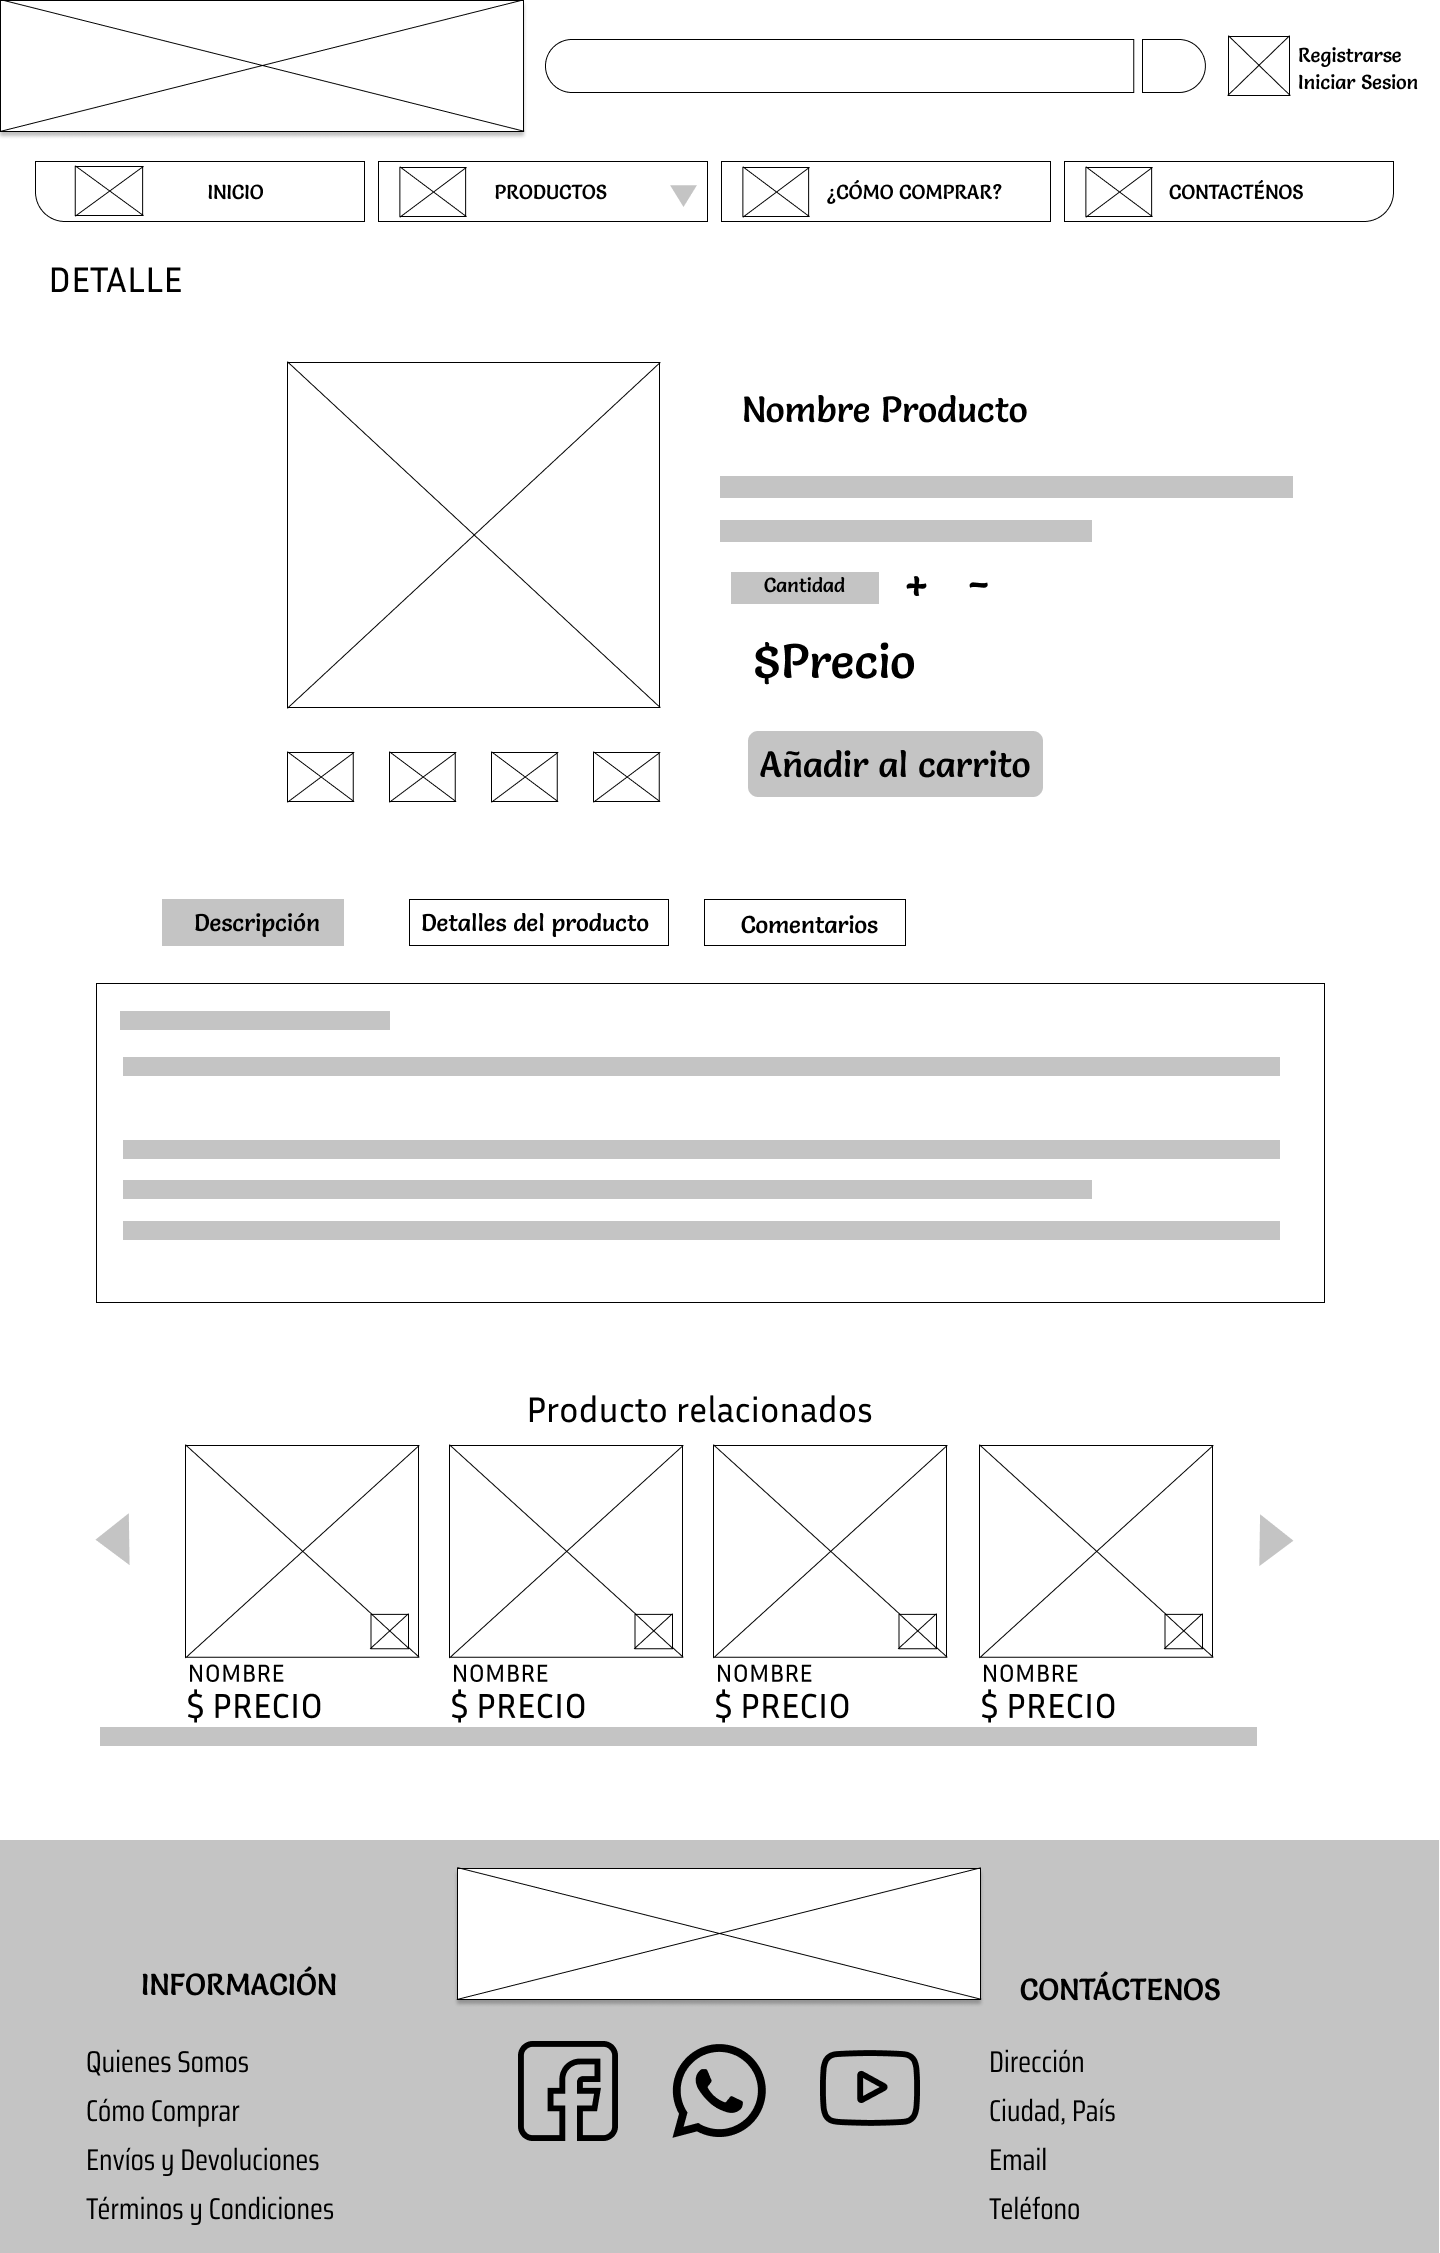 Registrarse
Iniciar Sesion
INICIO
PRODUCTOS
¿CÓMO COMPRAR?
CONTACTÉNOS
DETALLE
Nombre Producto
Cantidad + -
$Precio
Añadir al carrito
Descripción
Detalles del producto
Comentarios
Producto relacionados
NOMBRE
$ PRECIO
NOMBRE
$ PRECIO
NOMBRE
$ PRECIO
NOMBRE
$ PRECIO
INFORMACIÓN
Quienes Somos
Cómo Comprar
Envíos y Devoluciones
Términos y Condiciones
CONTÁCTENOS
Dirección
Ciudad, País
Email
Teléfono